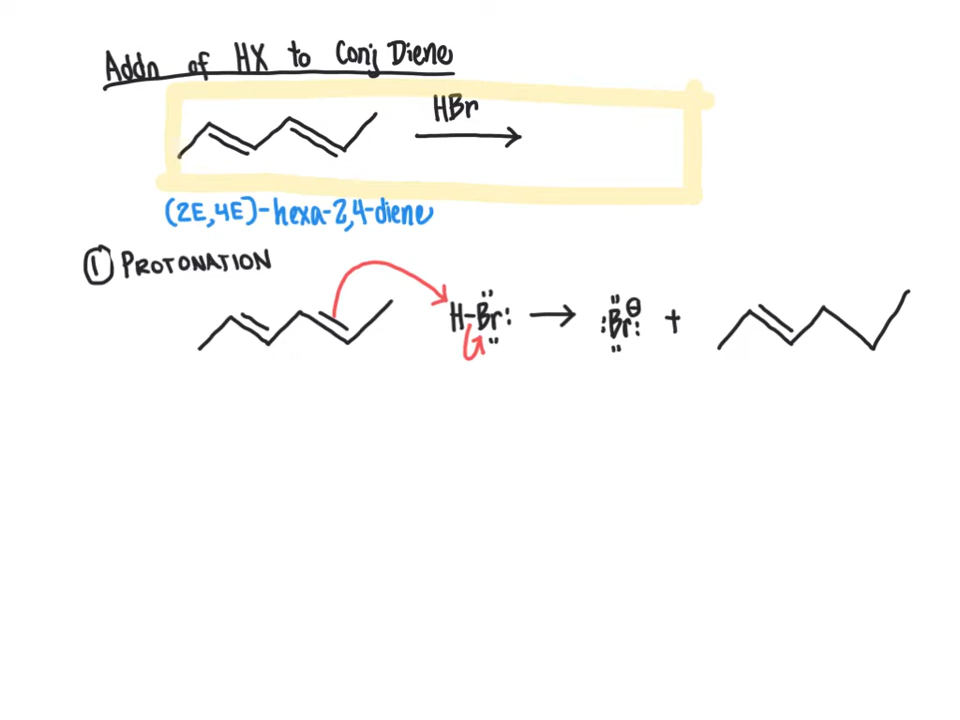 Addn of HX to Conj Diene
HBr
(2E,4E)-hexa-2,4-diene
① PROTONATION
H-Br: → :Br:⊖ +